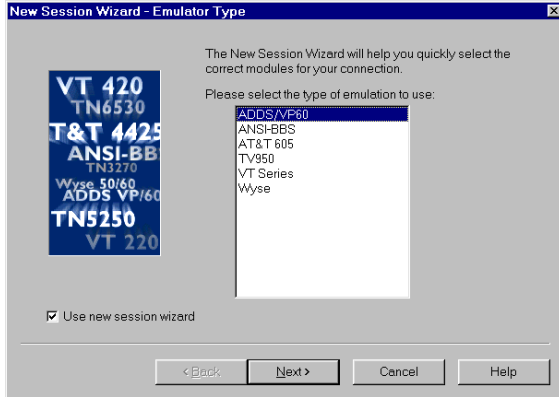 New Session Wizard - Emulator Type
The New Session Wizard will help you quickly select the
correct modules for your connection.
Please select the type of emulation to use:
VT 420
TN6530
T&T 4425
ANSI-BB
TN3270
Wyse 50/60
ADDS VP/60
TN5250
VT 220
ADDS/VP60
ANSI-BBS
AT&T 605
TV950
VT Series
Wyse
Use new session wizard
< Back
Next >
Cancel
Help